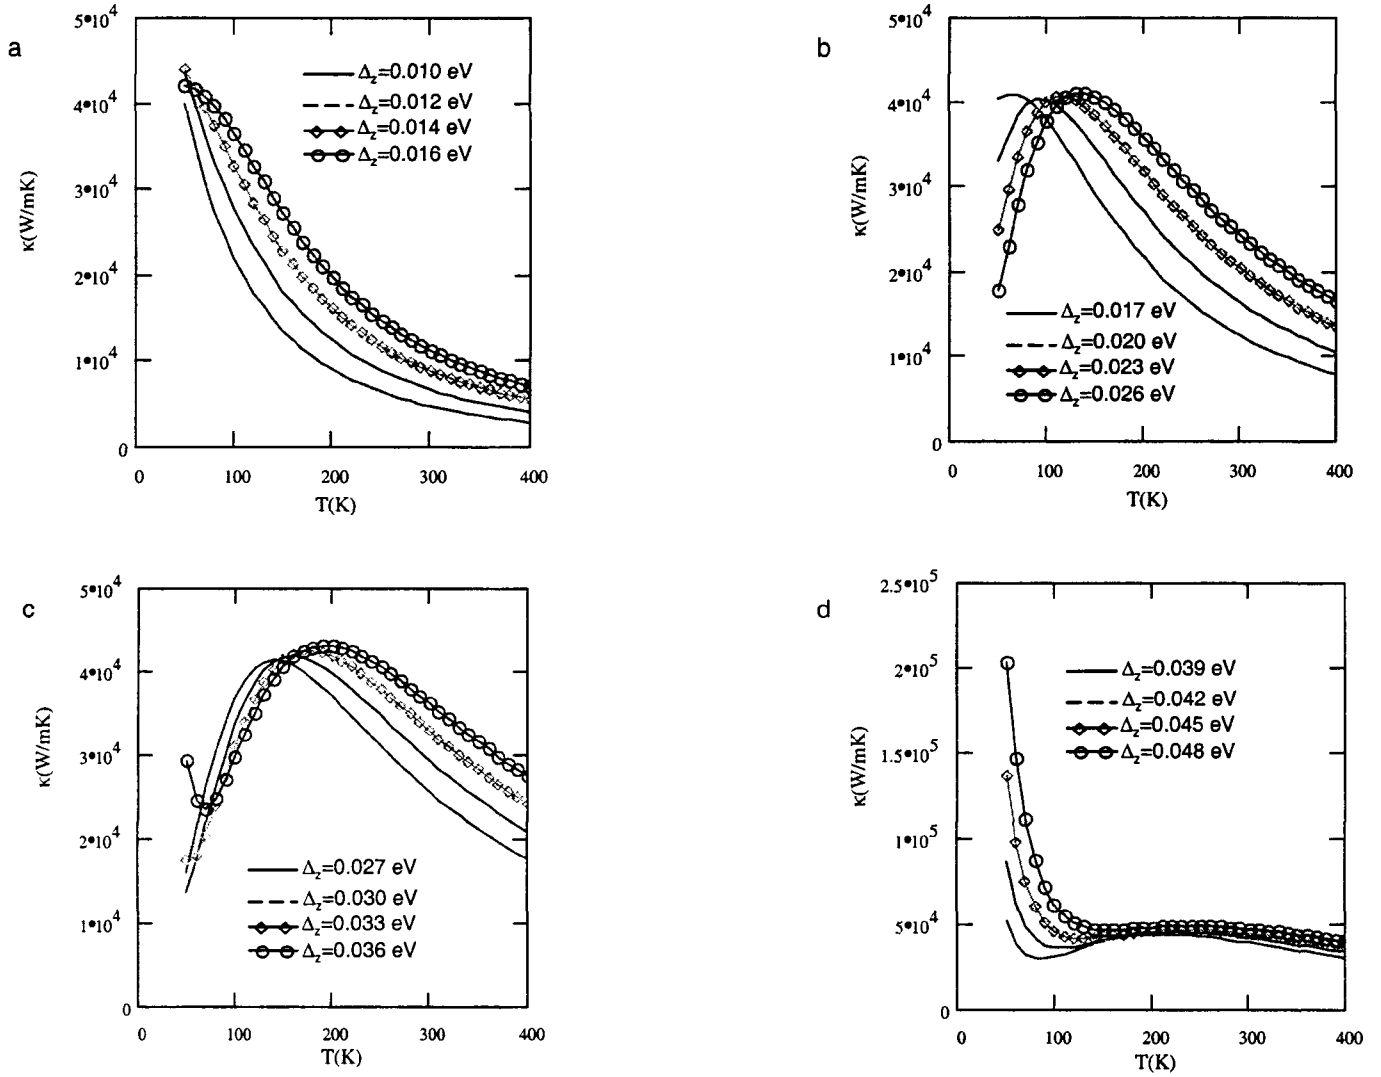 a
κ(W/mK)
5•10⁴
4•10⁴
3•10⁴
2•10⁴
1•10⁴
0
Δz=0.010 eV
Δz=0.012 eV
Δz=0.014 eV
Δz=0.016 eV
0 100 200 300 400
T(K)
b
κ(W/mK)
5•10⁴
4•10⁴
3•10⁴
2•10⁴
1•10⁴
0
Δz=0.017 eV
Δz=0.020 eV
Δz=0.023 eV
Δz=0.026 eV
0 100 200 300 400
T(K)
c
κ(W/mK)
5•10⁴
4•10⁴
3•10⁴
2•10⁴
1•10⁴
0
Δz=0.027 eV
Δz=0.030 eV
Δz=0.033 eV
Δz=0.036 eV
0 100 200 300 400
T(K)
d
κ(W/mK)
2.5•10⁵
2•10⁵
1.5•10⁵
1•10⁵
5•10⁴
0
Δz=0.039 eV
Δz=0.042 eV
Δz=0.045 eV
Δz=0.048 eV
0 100 200 300 400
T(K)